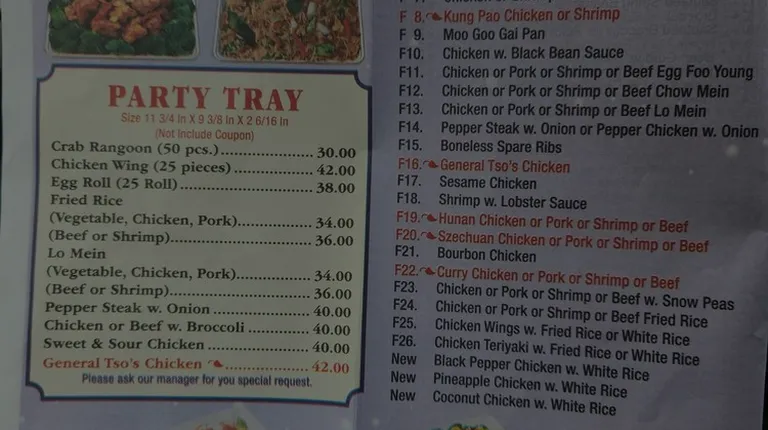 PARTY TRAY
Size 11 3/4 In X 9 3/8 In X 2 6/16 In
(Not Include Coupon)
Crab Rangoon (50 pcs.)........................ 30.00
Chicken Wing (25 pieces)..................... 42.00
Egg Roll (25 Roll)................................. 38.00
Fried Rice
(Vegetable, Chicken, Pork)................... 34.00
(Beef or Shrimp)................................... 36.00
Lo Mein
(Vegetable, Chicken, Pork)................... 34.00
(Beef or Shrimp)................................... 36.00
Pepper Steak w. Onion ......................... 40.00
Chicken or Beef w. Broccoli ................ 40.00
Sweet & Sour Chicken ......................... 40.00
General Tso's Chicken ....................... 42.00
Please ask our manager for you special request.
F 8. Kung Pao Chicken or Shrimp
F 9. Moo Goo Gai Pan
F10. Chicken w. Black Bean Sauce
F11. Chicken or Pork or Shrimp or Beef Egg Foo Young
F12. Chicken or Pork or Shrimp or Beef Chow Mein
F13. Chicken or Pork or Shrimp or Beef Lo Mein
F14. Pepper Steak w. Onion or Pepper Chicken w. Onion
F15. Boneless Spare Ribs
F16. General Tso's Chicken
F17. Sesame Chicken
F18. Shrimp w. Lobster Sauce
F19. Hunan Chicken or Pork or Shrimp or Beef
F20. Szechuan Chicken or Pork or Shrimp or Beef
F21. Bourbon Chicken
F22. Curry Chicken or Pork or Shrimp or Beef
F23. Chicken or Pork or Shrimp or Beef w. Snow Peas
F24. Chicken or Pork or Shrimp or Beef Fried Rice
F25. Chicken Wings w. Fried Rice or White Rice
F26. Chicken Teriyaki w. Fried Rice or White Rice
New Black Pepper Chicken w. White Rice
New Pineapple Chicken w. White Rice
New Coconut Chicken w. White Rice